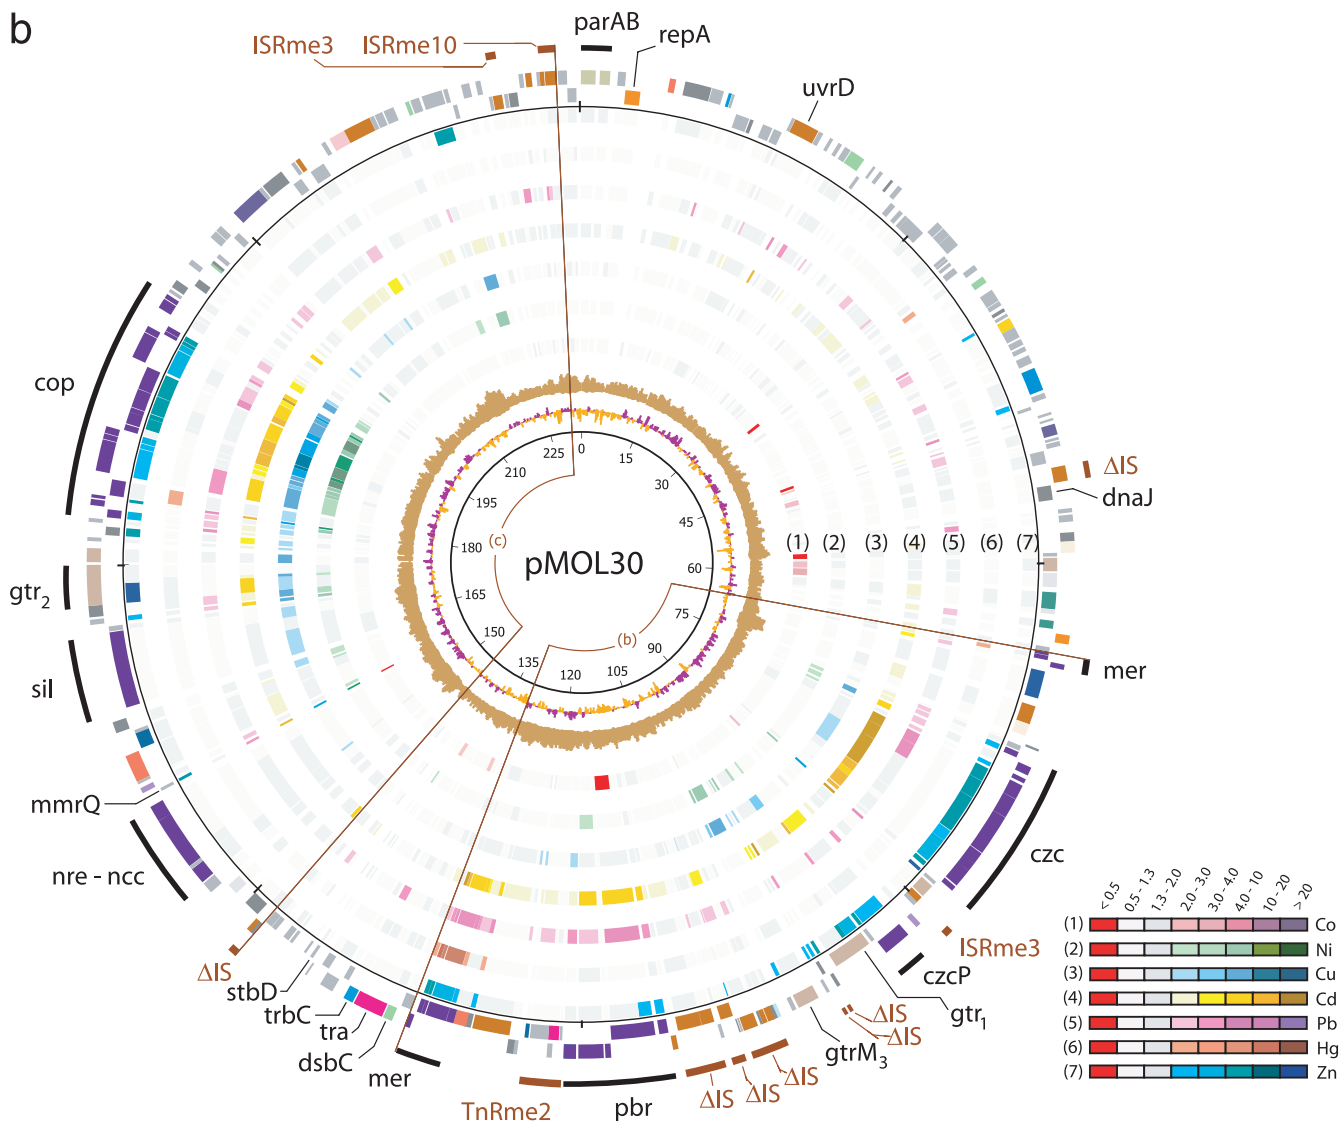 b
parAB
ISRme3
ISRme10
repA
uvrD
cop
ΔIS
dnaJ
225
0
15
210
30
195
45
(c)
(1)
(2)
(3)
(4)
(5)
(6)
(7)
180
pMOL30
60
gtr2
165
75
(b)
150
90
135
120
105
mer
sil
mmrQ
czc
nre - ncc
ISRme3
czcP
ΔIS
stbD
trbC
tra
dsbC
mer
gtr1
ΔIS
ΔIS
gtrM3
TnRme2
pbr
ΔIS
ΔIS
ΔIS
< 0.5
0.5 - 1.3
1.3 - 2.0
2.0 - 3.0
3.0 - 4.0
4.0 - 10
10 - 20
> 20
(1) Co
(2) Ni
(3) Cu
(4) Cd
(5) Pb
(6) Hg
(7) Zn